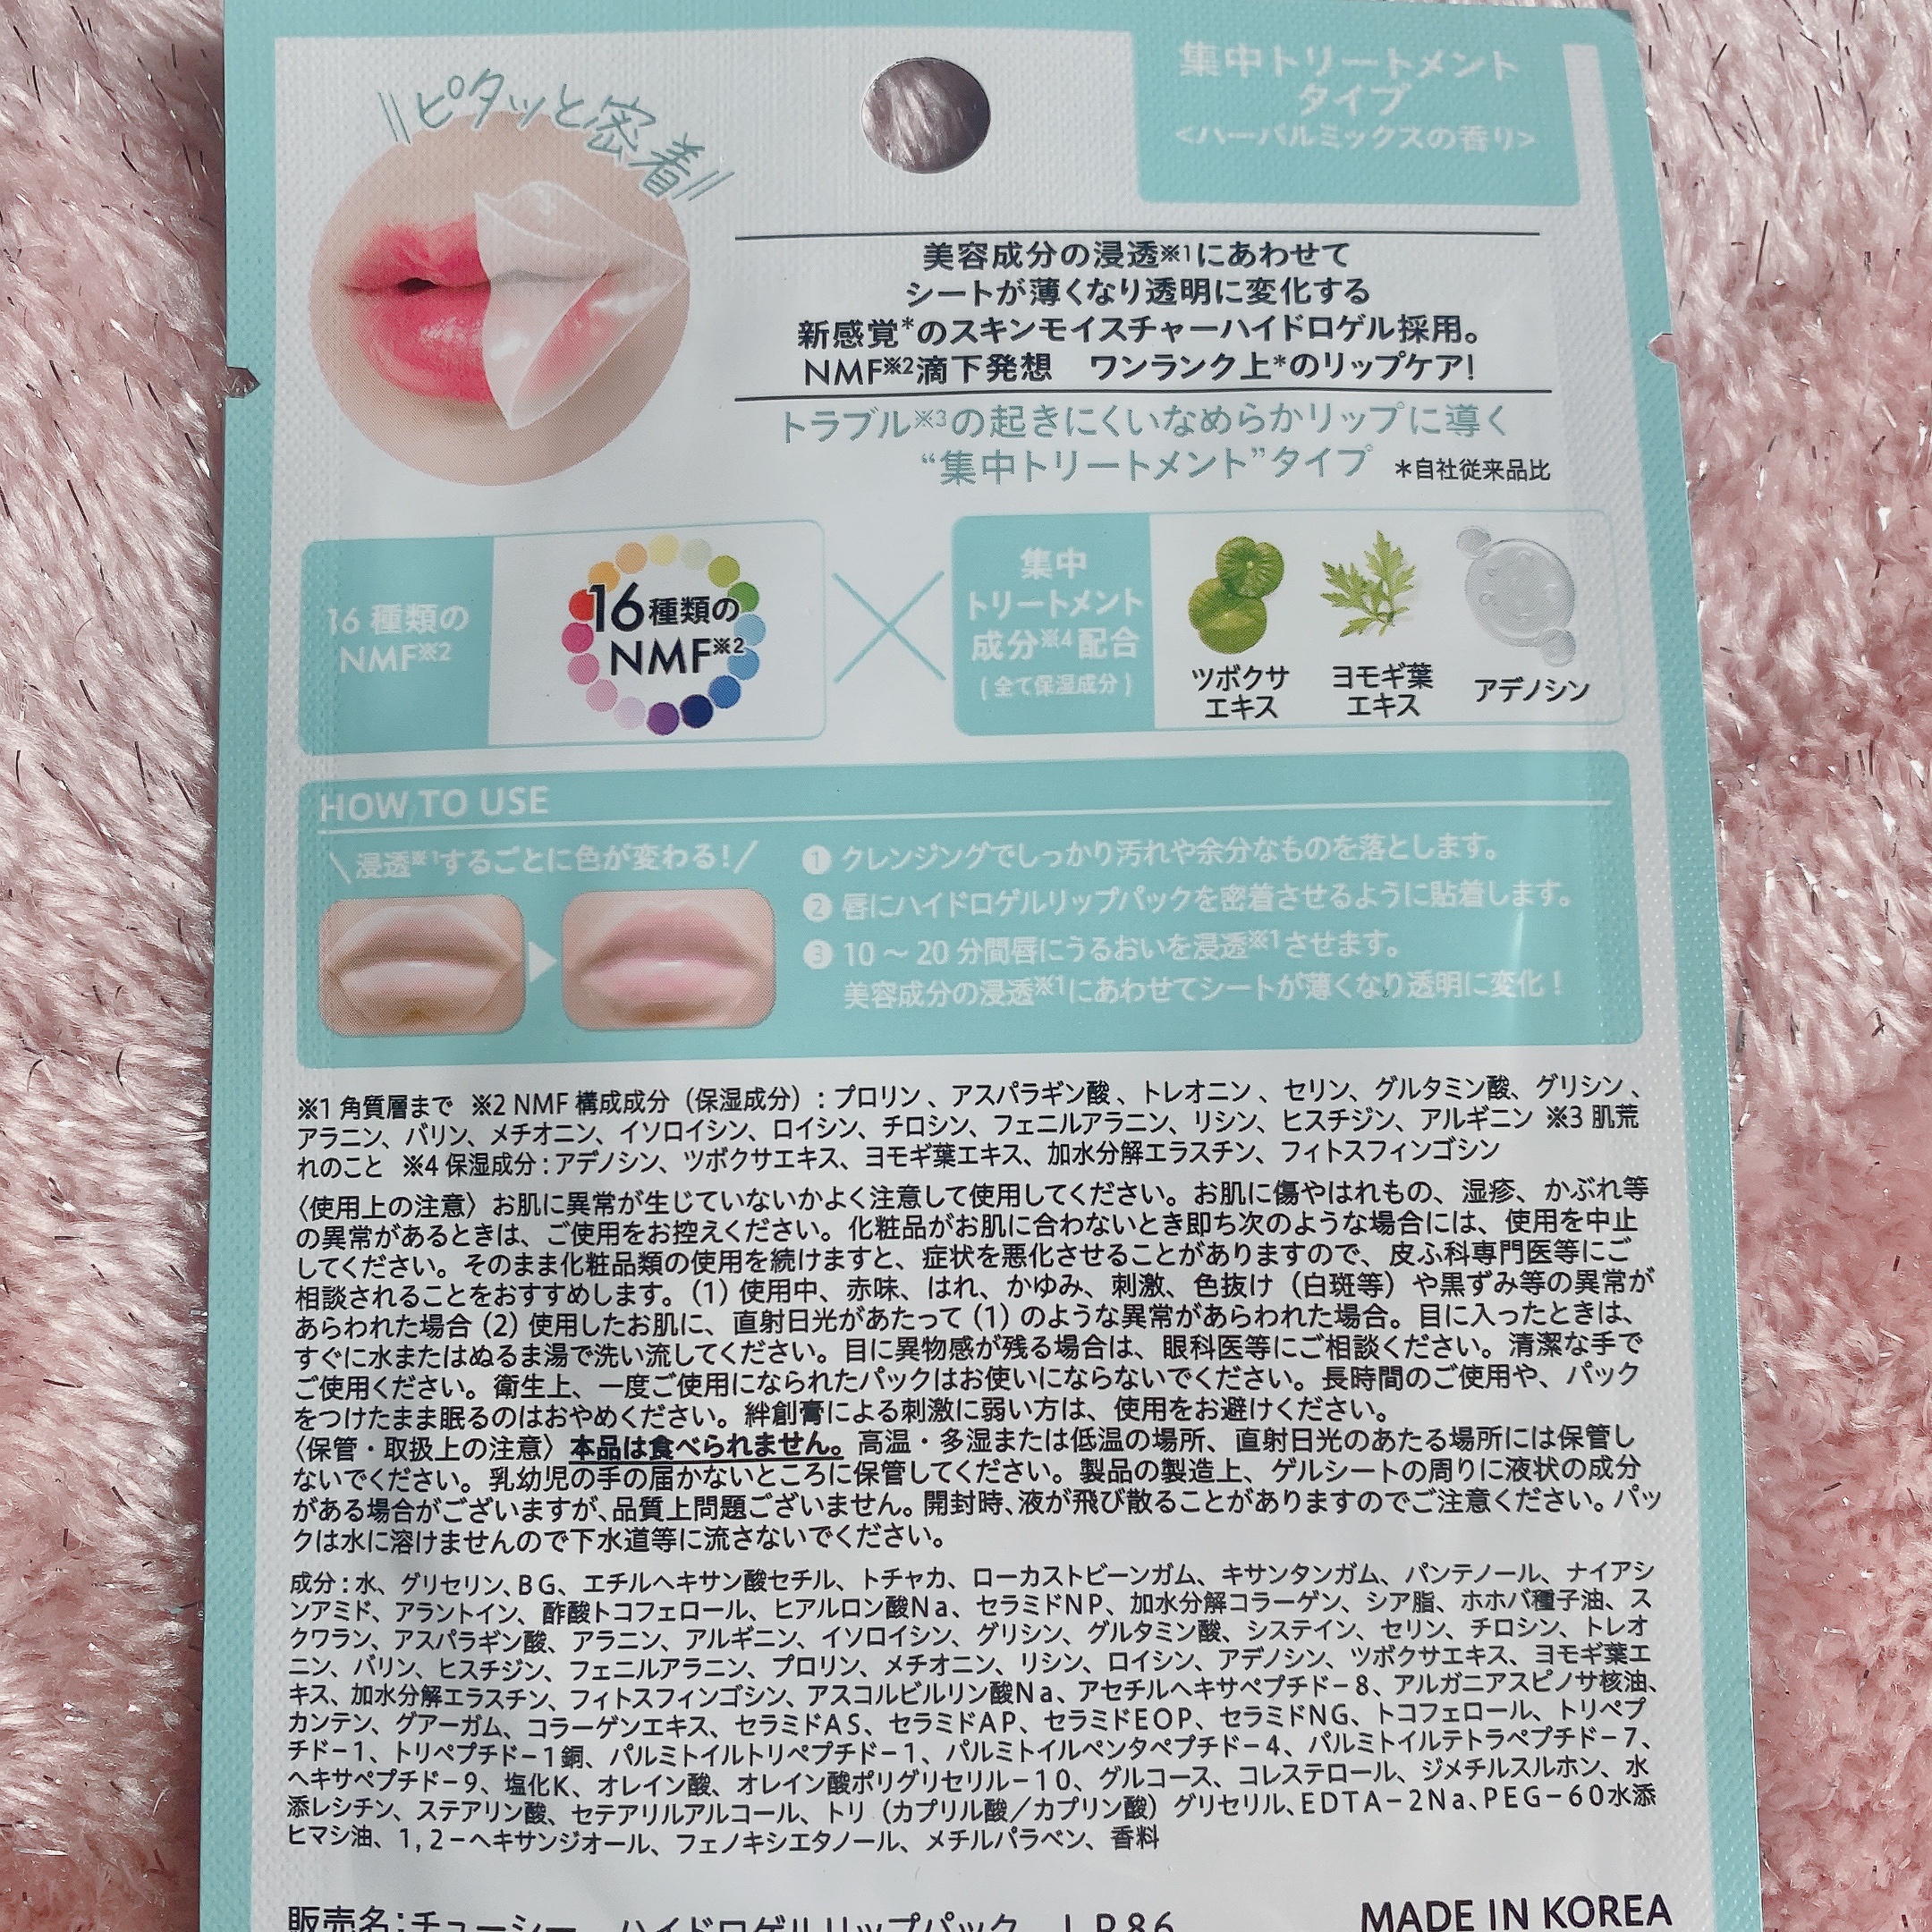 \\ピタッと密着//
集中トリートメント
タイプ
<ハーバルミックスの香り>
美容成分の浸透※1にあわせて
シートが薄くなり透明に変化する
新感覚*のスキンモイスチャーハイドロゲル採用。
NMF※2滴下発想 ワンランク上*のリップケア!
トラブル※3の起きにくいなめらかリップに導く
“集中トリートメント”タイプ *自社従来品比
16種類の
NMF※2
16種類の
NMF※2
集中
トリートメント
成分※4配合
(全て保湿成分)
ツボクサ
エキス
ヨモギ葉
エキス
アデノシン
HOW TO USE
\浸透※1するごとに色が変わる!/
1 クレンジングでしっかり汚れや余分なものを落とします。
2 唇にハイドロゲルリップパックを密着させるように貼着します。
3 10～20分間唇にうるおいを浸透※1させます。
美容成分の浸透※1にあわせてシートが薄くなり透明に変化!
※1 角質層まで ※2 NMF 構成成分（保湿成分）: プロリン、アスパラギン酸、トレオニン、セリン、グルタミン酸、グリシン、
アラニン、バリン、メチオニン、イソロイシン、ロイシン、チロシン、フェニルアラニン、リシン、ヒスチジン、アルギニン ※3 肌荒
れのこと ※4 保湿成分 : アデノシン、ツボクサエキス、ヨモギ葉エキス、加水分解エラスチン、フィトスフィンゴシン
〈使用上の注意〉お肌に異常が生じていないかよく注意して使用してください。お肌に傷やはれもの、湿疹、かぶれ等
の異常があるときは、ご使用をお控えください。化粧品がお肌に合わないとき即ち次のような場合には、使用を中止
してください。そのまま化粧品類の使用を続けますと、症状を悪化させることがありますので、皮ふ科専門医等にご
相談されることをおすすめします。(1) 使用中、赤味、はれ、かゆみ、刺激、色抜け（白斑等）や黒ずみ等の異常が
あらわれた場合 (2) 使用したお肌に、直射日光があたって (1) のような異常があらわれた場合。目に入ったときは、
すぐに水またはぬるま湯で洗い流してください。目に異物感が残る場合は、眼科医等にご相談ください。清潔な手で
ご使用ください。衛生上、一度ご使用になられたパックはお使いにならないでください。長時間のご使用や、パック
をつけたまま眠るのはおやめください。絆創膏による刺激に弱い方は、使用をお避けください。
〈保管・取扱上の注意〉本品は食べられません。高温・多湿または低温の場所、直射日光のあたる場所には保管し
ないでください。乳幼児の手の届かないところに保管してください。製品の製造上、ゲルシートの周りに液状の成分
がある場合がございますが、品質上問題ございません。開封時、液が飛び散ることがありますのでご注意ください。パッ
クは水に溶けませんので下水道等に流さないでください。
成分 : 水、グリセリン、BG、エチルヘキサン酸セチル、トチャカ、ローカストビーンガム、キサンタンガム、パンテノール、ナイアシ
ンアミド、アラントイン、酢酸トコフェロール、ヒアルロン酸Na、セラミドNP、加水分解コラーゲン、シア脂、ホホバ種子油、ス
クワラン、アスパラギン酸、アラニン、アルギニン、イソロイシン、グリシン、グルタミン酸、システイン、セリン、チロシン、トレオ
ニン、バリン、ヒスチジン、フェニルアラニン、プロリン、メチオニン、リシン、ロイシン、アデノシン、ツボクサエキス、ヨモギ葉エ
キス、加水分解エラスチン、フィトスフィンゴシン、アスコルビルリン酸Na、アセチルヘキサペプチド－8、アルガニアスピノサ核油、
カンテン、グアーガム、コラーゲンエキス、セラミドAS、セラミドAP、セラミドEOP、セラミドNG、トコフェロール、トリペプ
チド－1、トリペプチド－1銅、パルミトイルトリペプチド－1、パルミトイルペンタペプチド－4、パルミトイルテトラペプチド－7、
ヘキサペプチド－9、塩化K、オレイン酸、オレイン酸ポリグリセリル－10、グルコース、コレステロール、ジメチルスルホン、水
添レシチン、ステアリン酸、セテアリルアルコール、トリ（カプリル酸／カプリン酸）グリセリル、EDTA－2Na、PEG－60水添
ヒマシ油、1,2－ヘキサンジオール、フェノキシエタノール、メチルパラベン、香料
販売名：チューシー ハイドロゲルリップパック LP86
MADE IN KOREA